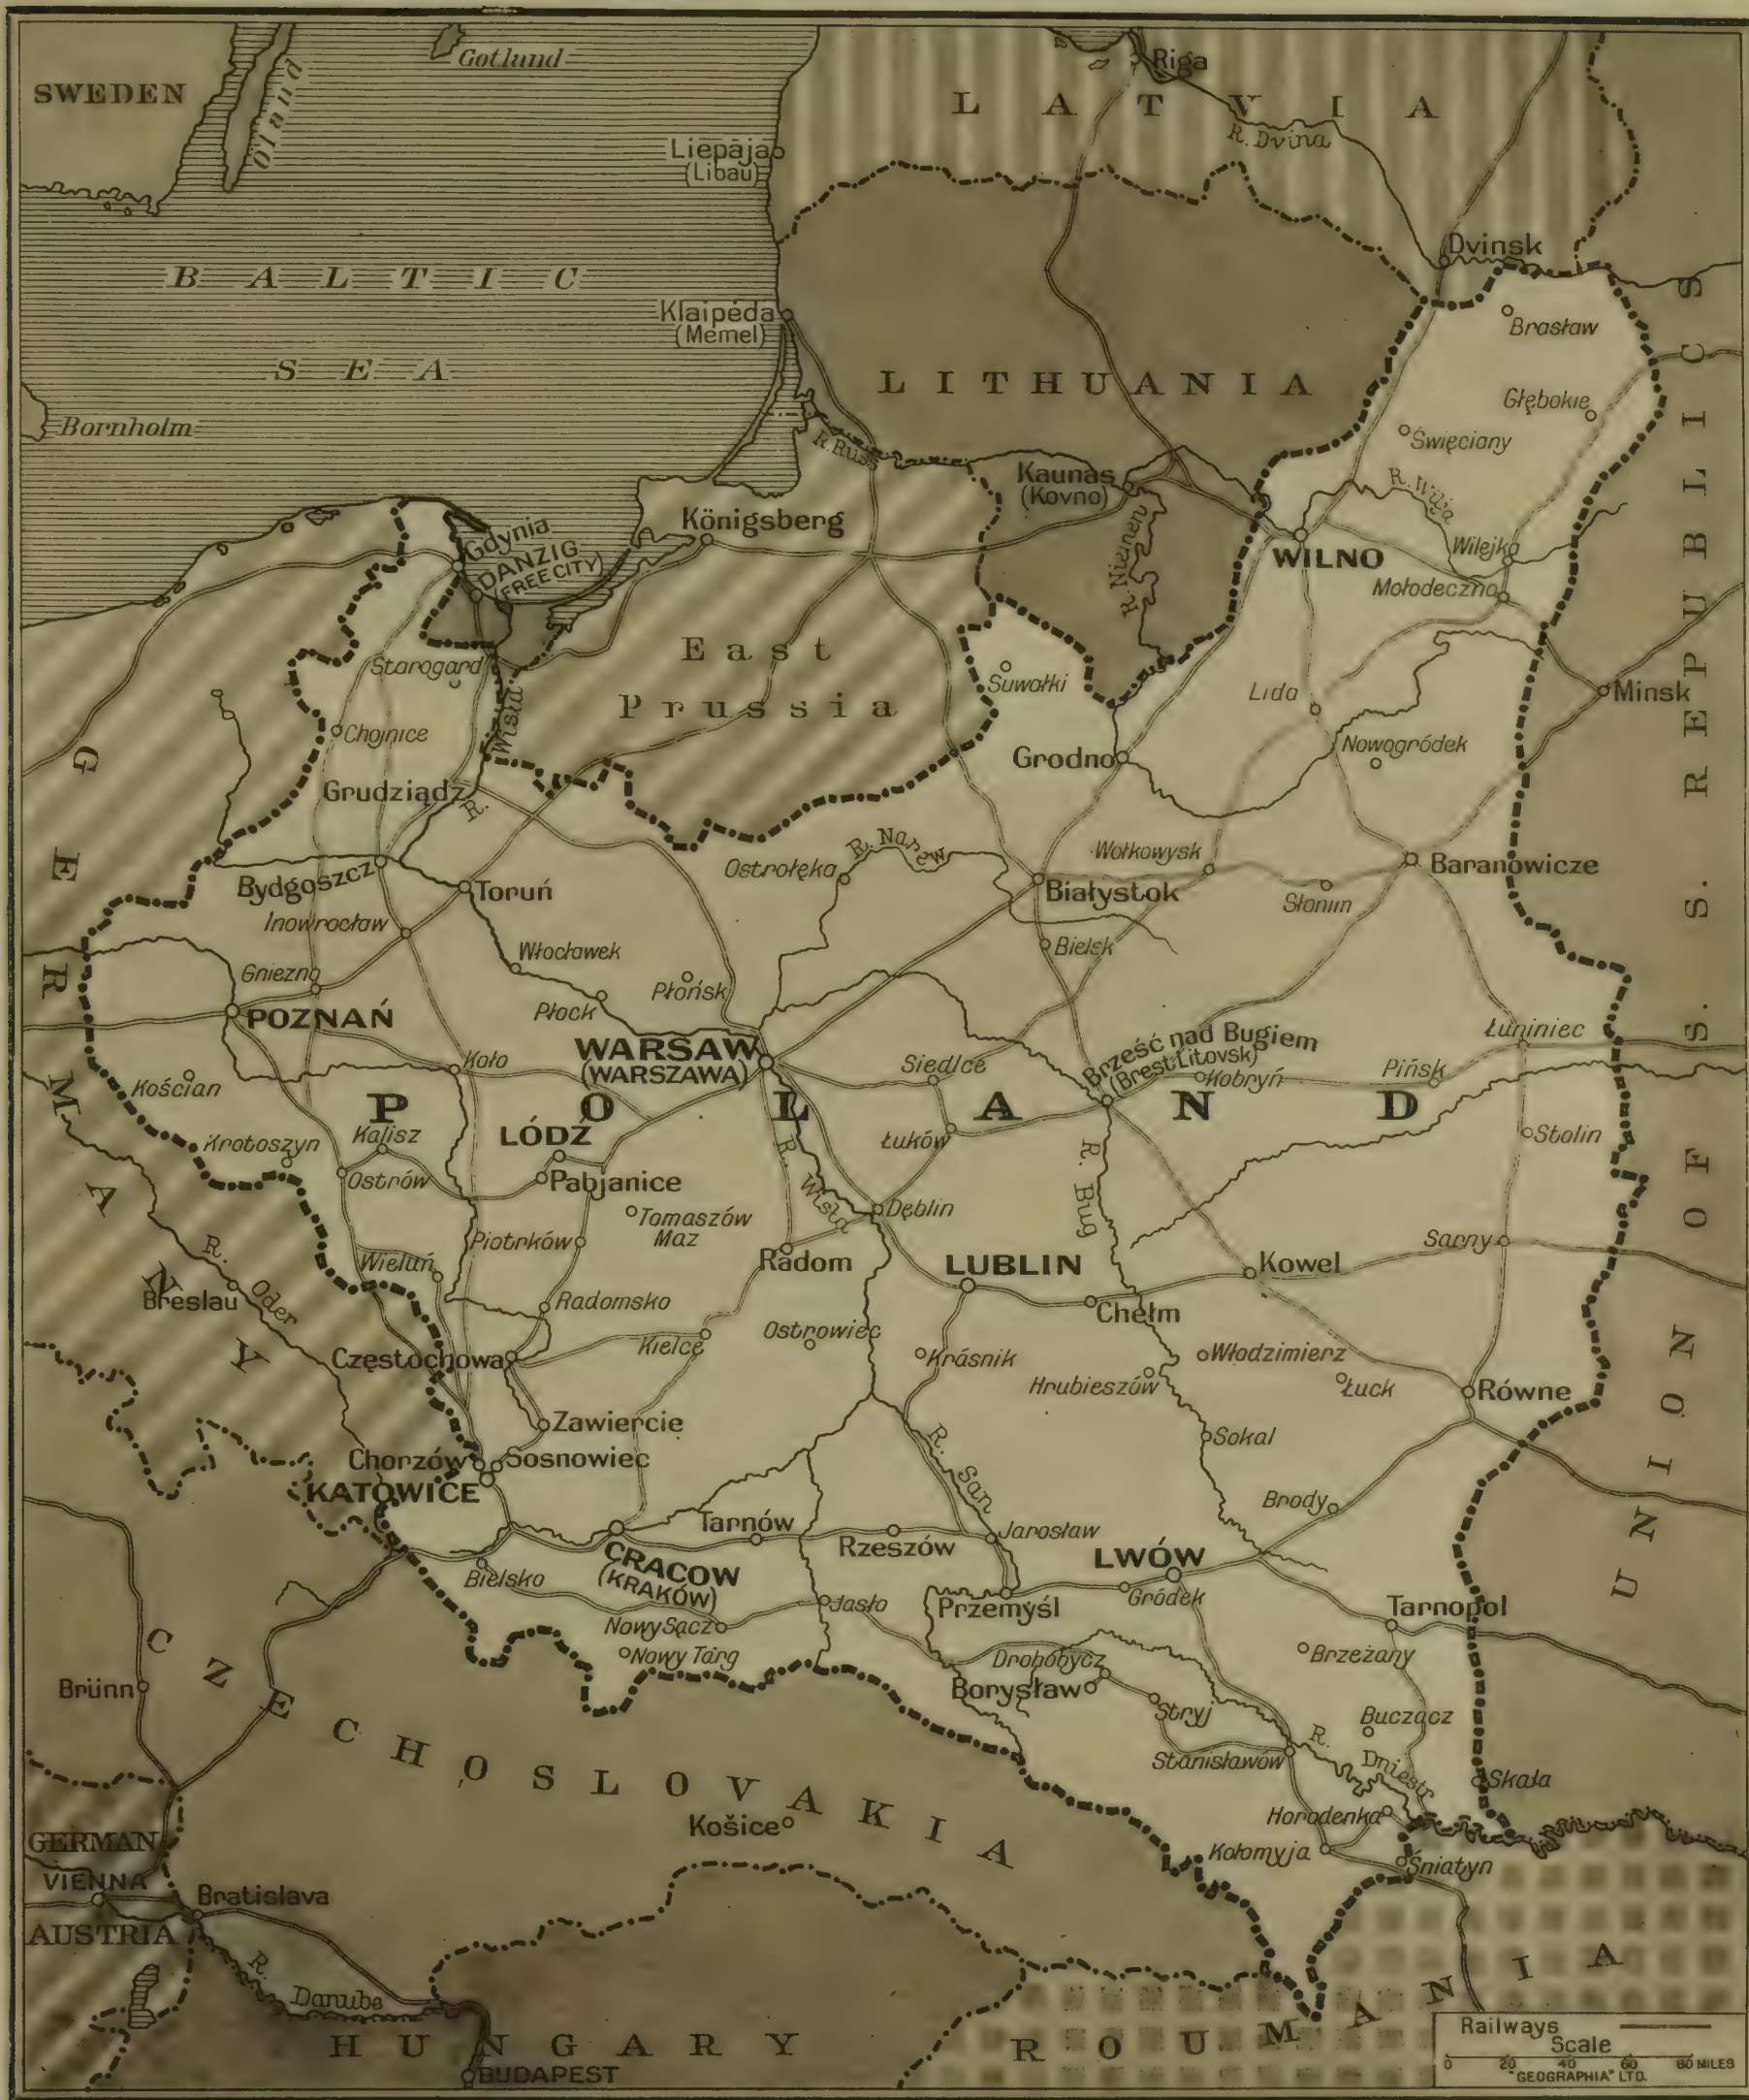 SWEDEN
Öland
Gotlund
Riga
LATVIA
R. Dvina
Liepāja
(Libau)
Dvinsk
BALTIC
SEA
Klaipėda
(Memel)
Bornholm
LITHUANIA
R. Russ
Kaunas
(Kovno)
R. Niemen
Brasław
Głębokie
Święciany
R. Wilja
WILNO
Wilejka
Mołodeczno
Minsk
UNION OF S. S. REPUBLICS
Königsberg
Gdynia
DANZIG
(FREE CITY)
East
Prussia
Starogard
Chojnice
R. Wisła
Grudziądz
Suwałki
Grodno
Lida
Nowogródek
GERMANY
Bydgoszcz
Toruń
Inowrocław
Ostrołęka
R. Narew
Wołkowysk
Białystok
Słonim
Baranowicze
Bielsk
Włocławek
Płock
Płońsk
Gniezno
POZNAŃ
Koło
WARSAW
(WARSZAWA)
Siedlce
Brześć nad Bugiem
(Brest Litovsk)
Kobryń
Pińsk
Łuniniec
Kościan
POLAND
Krotoszyn
Kalisz
Ostrów
LÓDŹ
Pabjanice
Łuków
Stolin
R. Bug
Tomaszów
Maz
R. Wisła
Dęblin
Piotrków
Radom
Wieluń
LUBLIN
Kowel
Sarny
Chełm
R. Oder
Breslau
Radomsko
Kielce
Ostrowiec
Częstochowa
Kráśnik
Włodzimierz
Hrubieszów
Łuck
Równe
Zawiercie
Chorzów
Sosnowiec
KATOWICE
Sokal
R. San
Brody
Tarnów
Rzeszów
Jarosław
LWÓW
CRACOW
(KRAKÓW)
Bielsko
Nowy Sącz
Nowy Targ
Jasło
Przemyśl
Gródek
Tarnopol
Brzeżany
Drohobycz
Borysław
Stryj
Buczacz
R. Dniestr
Stanisławów
Skała
Horodenka
Kołomyja
Śniatyn
CZECHOSLOVAKIA
Brünn
Košice
GERMAN
VIENNA
AUSTRIA
Bratislava
R. Danube
HUNGARY
BUDAPEST
ROUMANIA
Railways
Scale
0 20 40 60 80 MILES
"GEOGRAPHIA" LTD.